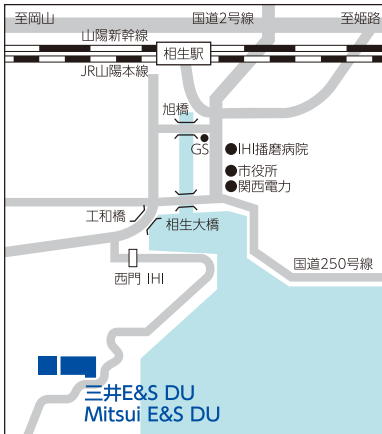 至岡山
国道2号線
至姫路
山陽新幹線
相生駅
JR山陽本線
旭橋
GS
IHI播磨病院
市役所
関西電力
工和橋
相生大橋
国道250号線
西門 IHI
三井E&S DU
Mitsui E&S DU